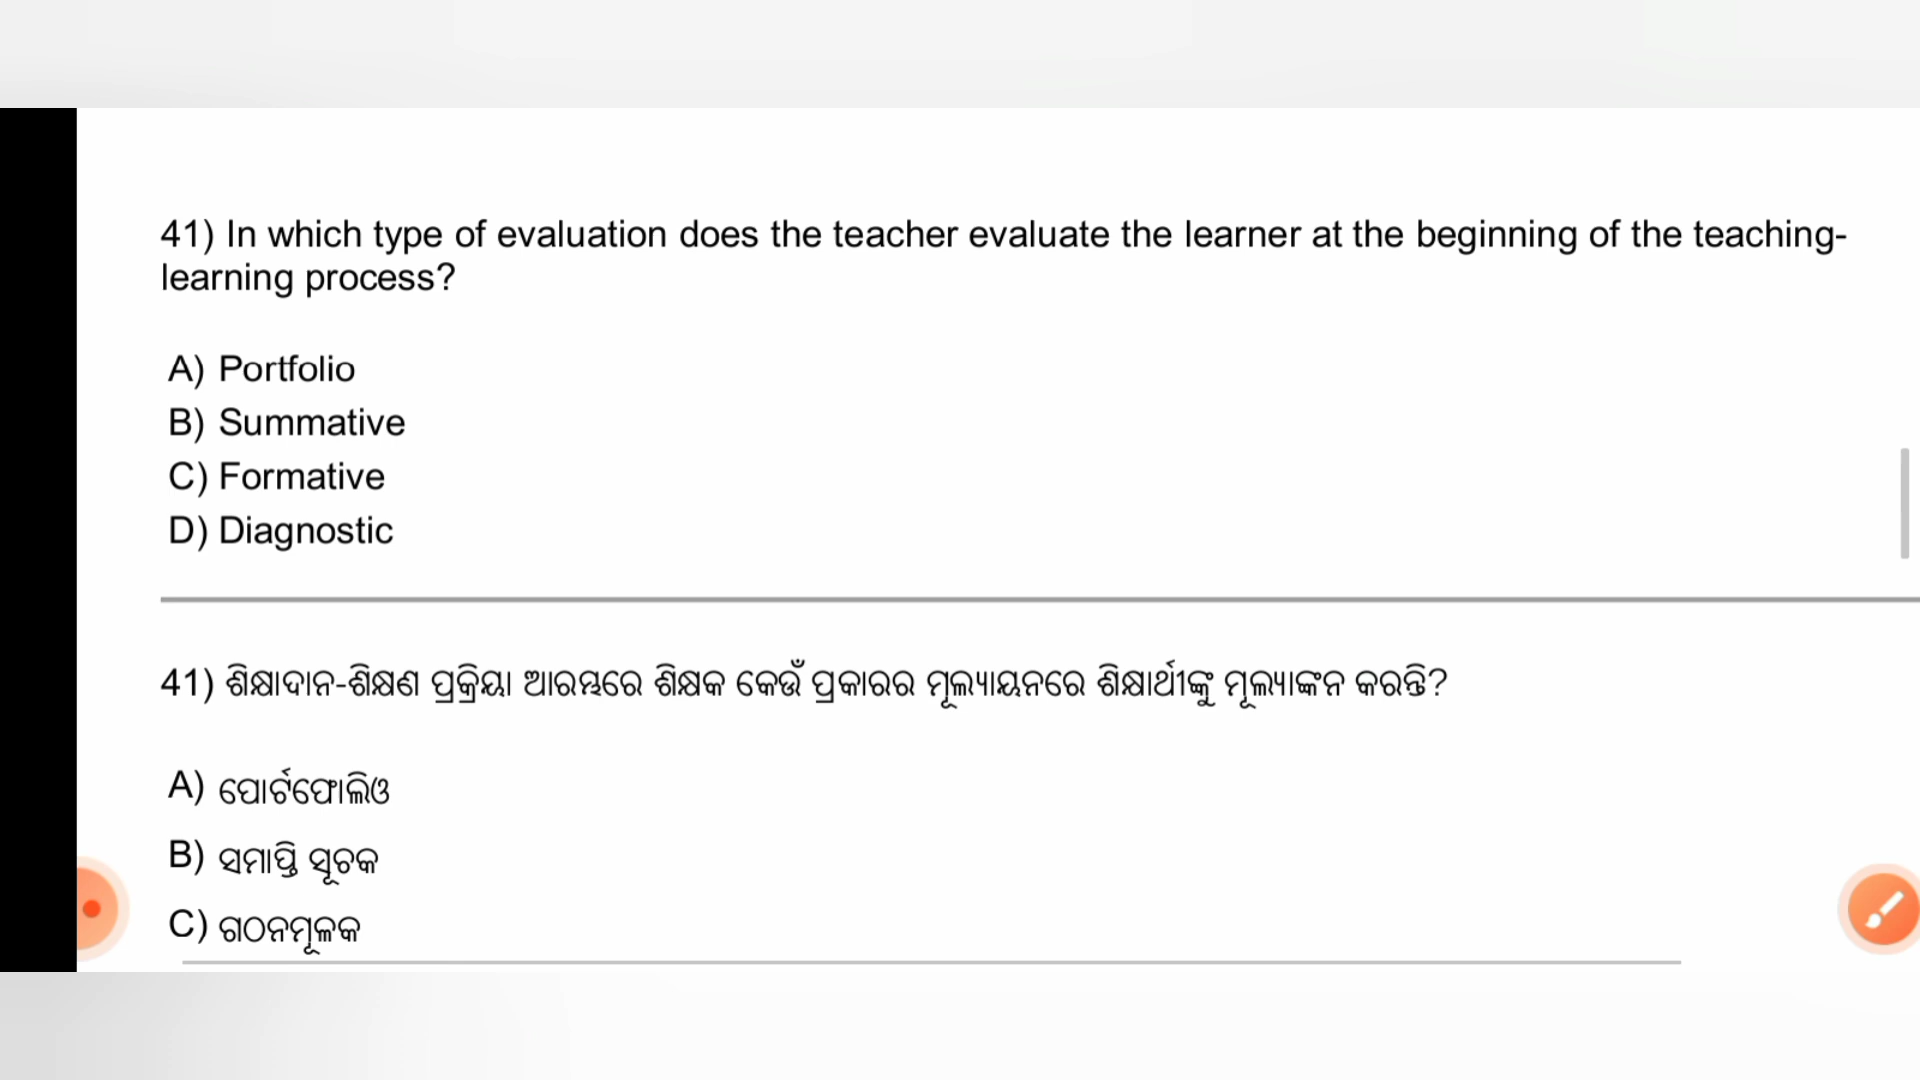 41) In which type of evaluation does the teacher evaluate the learner at the beginning of the teaching-
learning process?
A) Portfolio
B) Summative
C) Formative
D) Diagnostic
41) ଶିକ୍ଷାଦାନ-ଶିକ୍ଷଣ ପ୍ରକ୍ରିୟା ଆରମ୍ଭରେ ଶିକ୍ଷକ କେଉଁ ପ୍ରକାରର ମୂଲ୍ୟାୟନରେ ଶିକ୍ଷାର୍ଥୀଙ୍କୁ ମୂଲ୍ୟାଙ୍କନ କରନ୍ତି?
A) ପୋର୍ଟଫୋଲିଓ
B) ସମାପ୍ତି ସୂଚକ
C) ଗଠନମୂଳକ